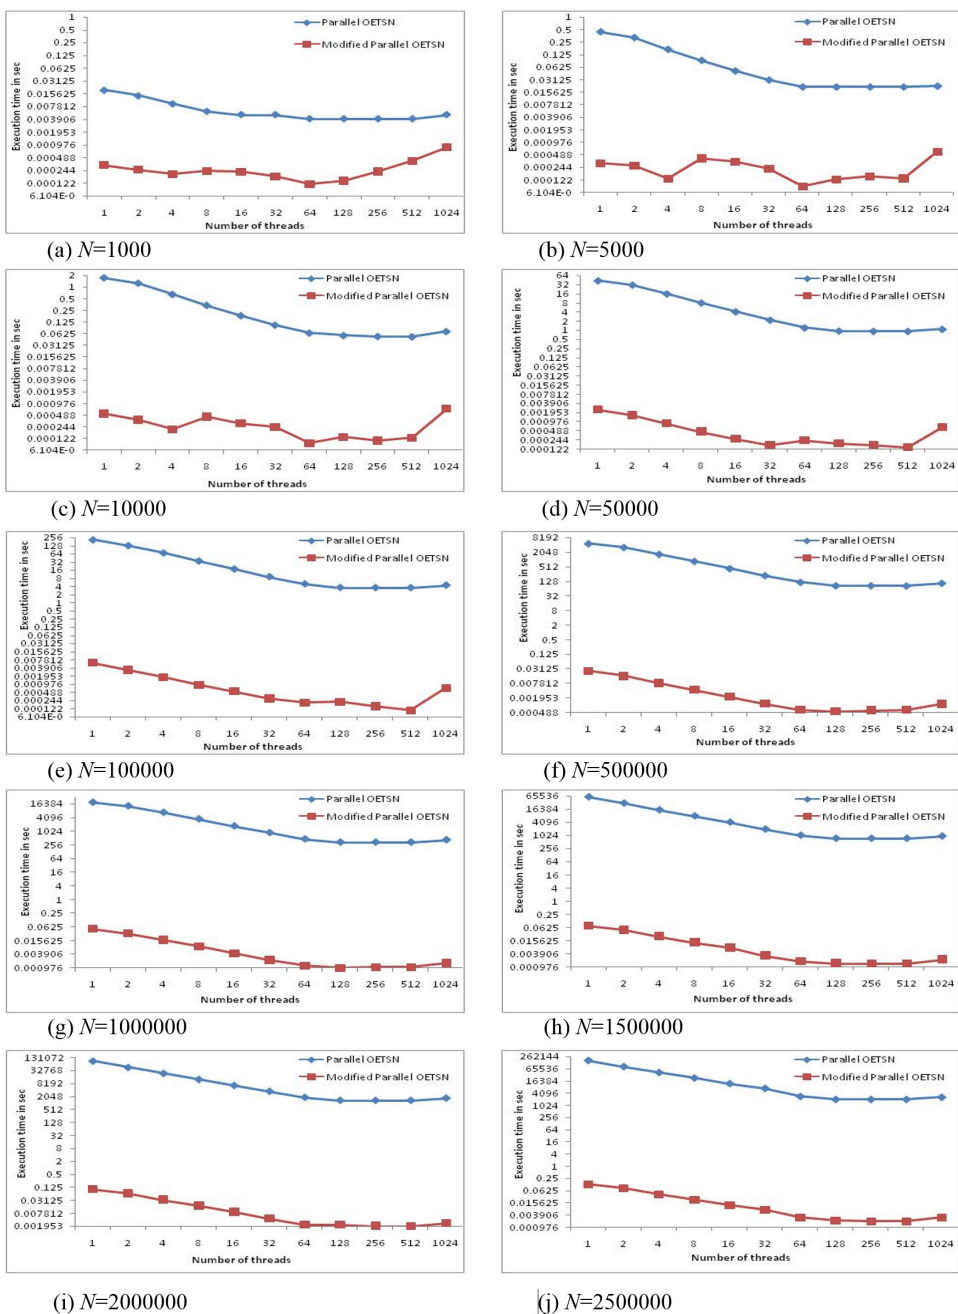 1
0.5
0.25
0.125
0.0625
0.03125
0.015625
0.007812
0.003906
0.001953
0.000976
0.000488
0.000244
0.000122
6.104E-0
Execution time in sec
Parallel OETSN
Modified Parallel OETSN
1 2 4 8 16 32 64 128 256 512 1024
Number of threads
(a) N=1000
1
0.5
0.25
0.125
0.0625
0.03125
0.015625
0.007812
0.003906
0.001953
0.000976
0.000488
0.000244
0.000122
6.104E-0
Execution time in sec
Parallel OETSN
Modified Parallel OETSN
1 2 4 8 16 32 64 128 256 512 1024
Number of threads
(b) N=5000
2
1
0.5
0.25
0.125
0.0625
0.03125
0.015625
0.007812
0.003906
0.001953
0.000976
0.000488
0.000244
0.000122
6.104E-0
Execution time in sec
Parallel OETSN
Modified Parallel OETSN
1 2 4 8 16 32 64 128 256 512 1024
Number of threads
(c) N=10000
64
32
16
8
4
2
1
0.5
0.25
0.125
0.0625
0.03125
0.015625
0.007812
0.003906
0.001953
0.000976
0.000488
0.000244
0.000122
Execution time in sec
Parallel OETSN
Modified Parallel OETSN
1 2 4 8 16 32 64 128 256 512 1024
Number of threads
(d) N=50000
256
128
64
32
16
8
4
2
1
0.5
0.25
0.125
0.0625
0.03125
0.015625
0.007812
0.003906
0.001953
0.000976
0.000488
0.000244
0.000122
6.104E-0
Execution time in sec
Parallel OETSN
Modified Parallel OETSN
1 2 4 8 16 32 64 128 256 512 1024
Number of threads
(e) N=100000
8192
2048
512
128
32
8
2
0.5
0.125
0.03125
0.007812
0.001953
0.000488
Execution time in sec
Parallel OETSN
Modified Parallel OETSN
1 2 4 8 16 32 64 128 256 512 1024
Number of threads
(f) N=500000
16384
4096
1024
256
64
16
4
1
0.25
0.0625
0.015625
0.003906
0.000976
Execution time in sec
Parallel OETSN
Modified Parallel OETSN
1 2 4 8 16 32 64 128 256 512 1024
Number of threads
(g) N=1000000
65536
16384
4096
1024
256
64
16
4
1
0.25
0.0625
0.015625
0.003906
0.000976
Execution time in sec
Parallel OETSN
Modified Parallel OETSN
1 2 4 8 16 32 64 128 256 512 1024
Number of threads
(h) N=1500000
131072
32768
8192
2048
512
128
32
8
2
0.5
0.125
0.03125
0.007812
0.001953
Execution time in sec
Parallel OETSN
Modified Parallel OETSN
1 2 4 8 16 32 64 128 256 512 1024
Number of threads
(i) N=2000000
262144
65536
16384
4096
1024
256
64
16
4
1
0.25
0.0625
0.015625
0.003906
0.000976
Execution time in sec
Parallel OETSN
Modified Parallel OETSN
1 2 4 8 16 32 64 128 256 512 1024
Number of threads
(j) N=2500000